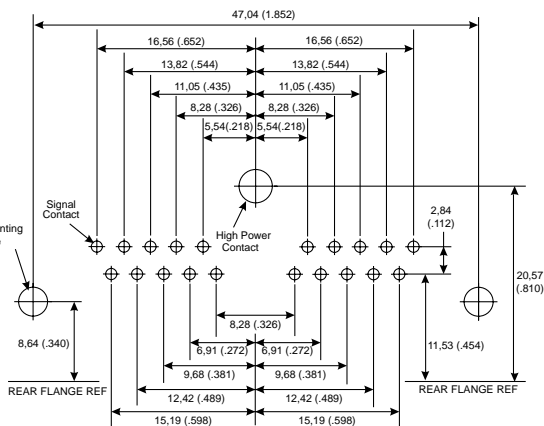 47,04 (1.852)
16,56 (.652) 16,56 (.652)
13,82 (.544) 13,82 (.544)
11,05 (.435) 11,05 (.435)
8,28 (.326) 8,28 (.326)
5,54(.218) 5,54(.218)
Signal
Contact
High Power
Contact
2,84
(.112)
20,57
(.810)
8,28 (.326)
8,64 (.340)
6,91 (.272) 6,91 (.272)
11,53 (.454)
9,68 (.381) 9,68 (.381)
REAR FLANGE REF REAR FLANGE REF
12,42 (.489) 12,42 (.489)
15,19 (.598) 15,19 (.598)